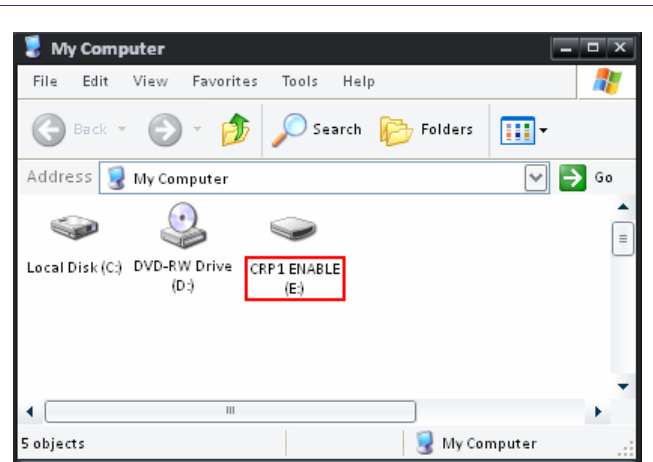 My Computer
File Edit View Favorites Tools Help
Back Search Folders
Address My Computer Go
Local Disk (C:) DVD-RW Drive (D:) CRP1 ENABLE (E:)
5 objects My Computer